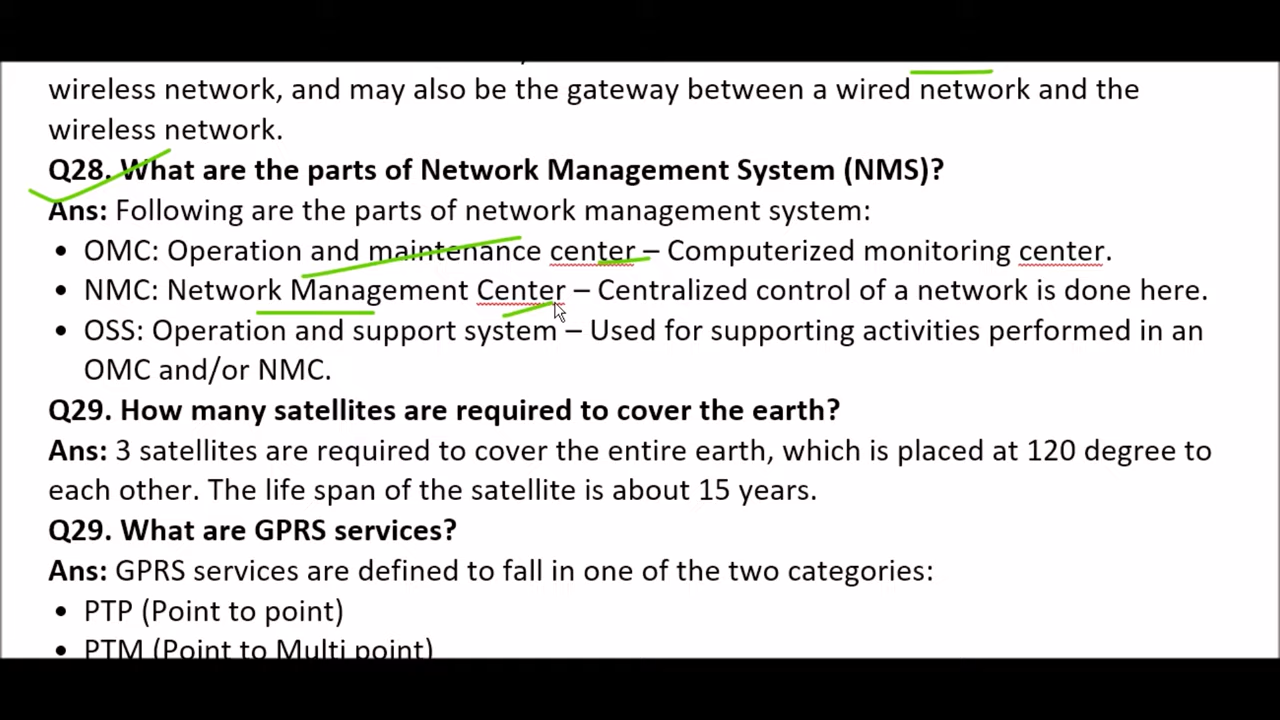 wireless network, and may also be the gateway between a wired network and the
wireless network.
Q28. What are the parts of Network Management System (NMS)?
Ans: Following are the parts of network management system:
• OMC: Operation and maintenance center – Computerized monitoring center.
• NMC: Network Management Center – Centralized control of a network is done here.
• OSS: Operation and support system – Used for supporting activities performed in an
OMC and/or NMC.
Q29. How many satellites are required to cover the earth?
Ans: 3 satellites are required to cover the entire earth, which is placed at 120 degree to
each other. The life span of the satellite is about 15 years.
Q29. What are GPRS services?
Ans: GPRS services are defined to fall in one of the two categories:
• PTP (Point to point)
• PTM (Point to Multi point)